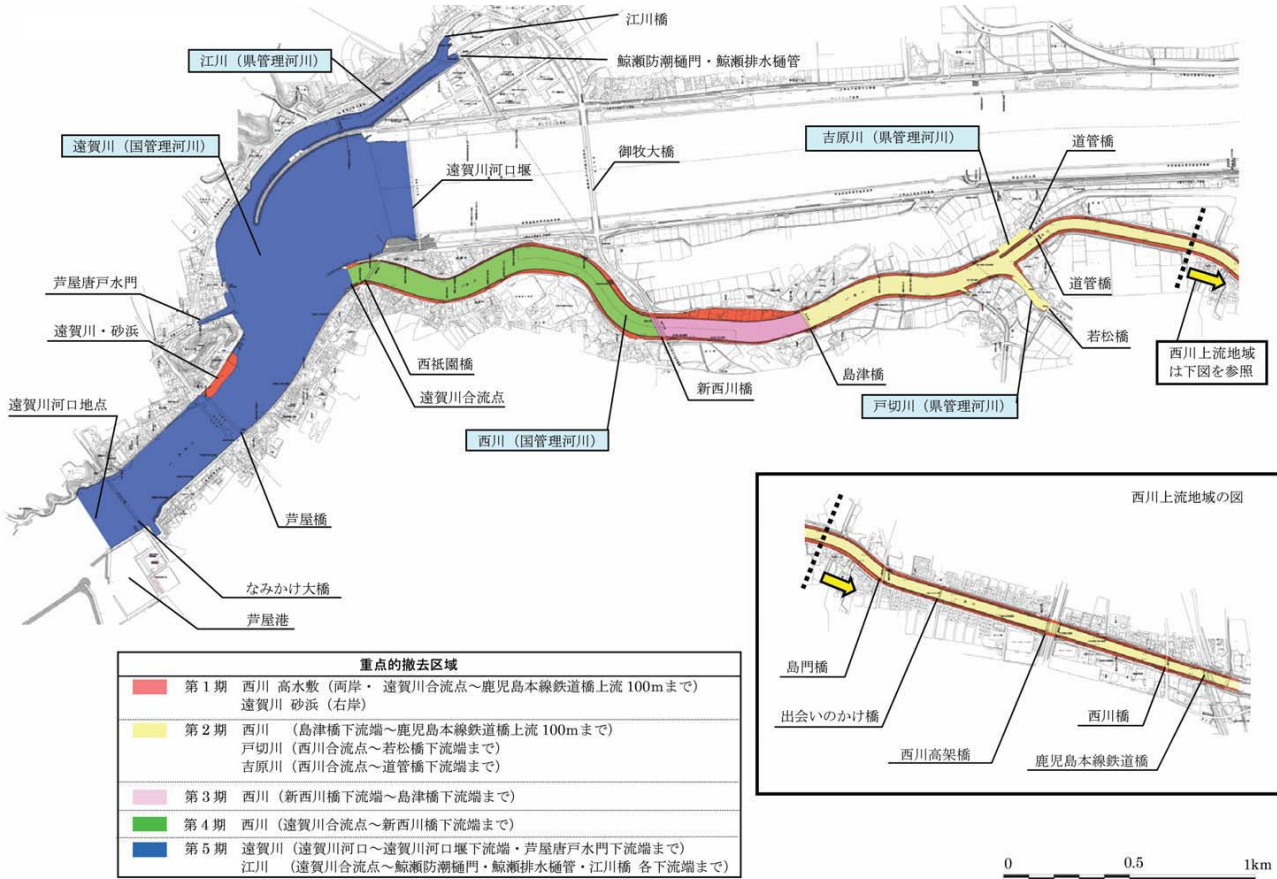 江川橋
江川(県管理河川)
鯨瀬防潮樋門・鯨瀬排水樋管
遠賀川(国管理河川)
遠賀川河口堰
御牧大橋
吉原川(県管理河川)
道管橋
芦屋唐戸水門
遠賀川・砂浜
道管橋
若松橋
西祇園橋
遠賀川合流点
新西川橋
島津橋
西川上流地域
は下図を参照
遠賀川河口地点
西川(国管理河川)
戸切川(県管理河川)
芦屋橋
なみかけ大橋
芦屋港
西川上流地域の図
島門橋
出会いのかけ橋
西川高架橋
西川橋
鹿児島本線鉄道橋
重点的撤去区域
第1期 西川 高水敷(両岸・ 遠賀川合流点~鹿児島本線鉄道橋上流100mまで)
遠賀川 砂浜(右岸)
第2期 西川 (島津橋下流端~鹿児島本線鉄道橋上流100mまで)
戸切川(西川合流点~若松橋下流端まで)
吉原川(西川合流点~道管橋下流端まで)
第3期 西川(新西川橋下流端~島津橋下流端まで)
第4期 西川(遠賀川合流点~新西川橋下流端まで)
第5期 遠賀川(遠賀川河口~遠賀川河口堰下流端・芦屋唐戸水門下流端まで)
江川 (遠賀川合流点~鯨瀬防潮樋門・鯨瀬排水樋管・江川橋 各下流端まで)
0 0.5 1km